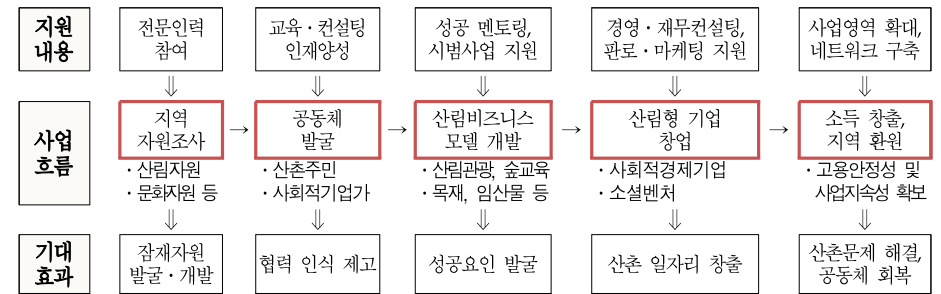 지원
내용
전문인력
참여
교육·컨설팅
인재양성
성공 멘토링,
시범사업 지원
경영·재무컨설팅,
판로·마케팅 지원
사업영역 확대,
네트워크 구축
⇓ ⇓ ⇓ ⇓ ⇓
사업
흐름
지역
자원조사
→
공동체
발굴
→
산림비즈니스
모델 개발
→
산림형 기업
창업
→
소득 창출,
지역 환원
·산림자원
·문화자원 등
·산촌주민
·사회적기업가
·산림관광, 숲교육
·목재, 임산물 등
·사회적경제기업
·소셜벤처
·고용안정성 및
사업지속성 확보
⇓ ⇓ ⇓ ⇓ ⇓
기대
효과
잠재자원
발굴·개발
협력 인식 제고
성공요인 발굴
산촌 일자리 창출
산촌문제 해결,
공동체 회복